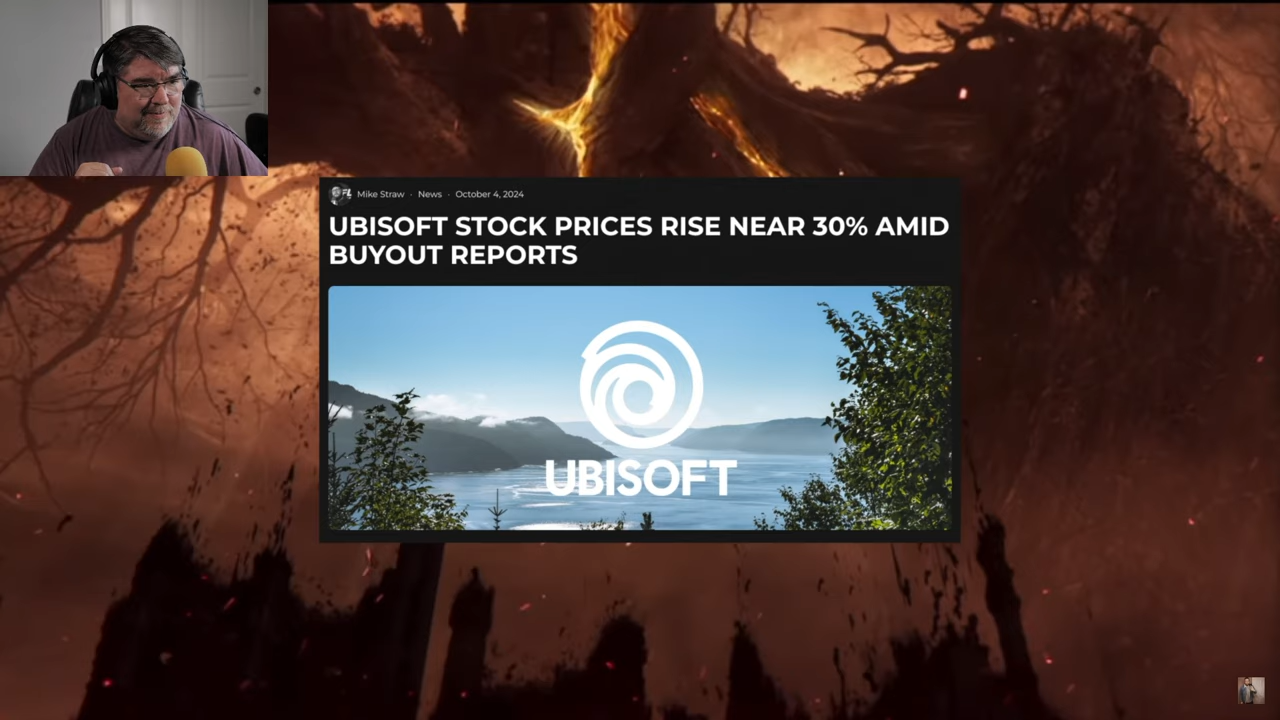 Mike Straw · News · October 4, 2024
UBISOFT STOCK PRICES RISE NEAR 30% AMID
BUYOUT REPORTS
UBISOFT